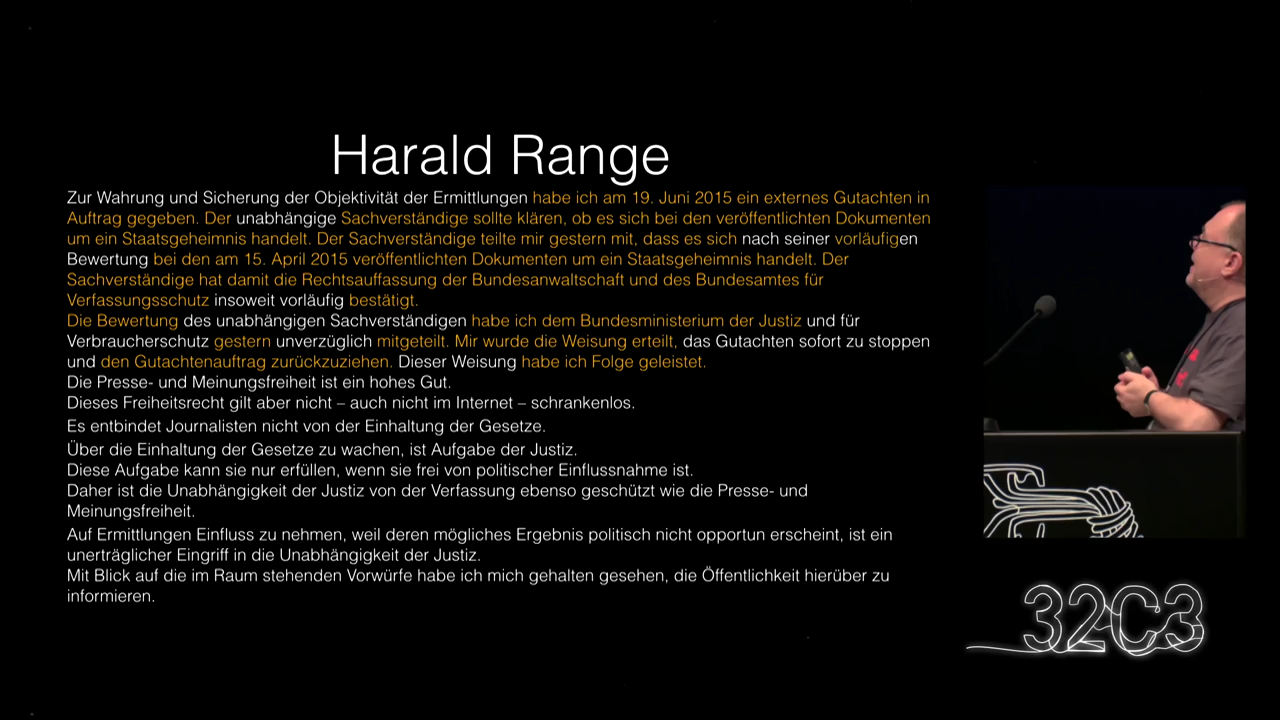 Harald Range
Zur Wahrung und Sicherung der Objektivität der Ermittlungen habe ich am 19. Juni 2015 ein externes Gutachten in
Auftrag gegeben. Der unabhängige Sachverständige sollte klären, ob es sich bei den veröffentlichten Dokumenten
um ein Staatsgeheimnis handelt. Der Sachverständige teilte mir gestern mit, dass es sich nach seiner vorläufigen
Bewertung bei den am 15. April 2015 veröffentlichten Dokumenten um ein Staatsgeheimnis handelt. Der
Sachverständige hat damit die Rechtsauffassung der Bundesanwaltschaft und des Bundesamtes für
Verfassungsschutz insoweit vorläufig bestätigt.
Die Bewertung des unabhängigen Sachverständigen habe ich dem Bundesministerium der Justiz und für
Verbraucherschutz gestern unverzüglich mitgeteilt. Mir wurde die Weisung erteilt, das Gutachten sofort zu stoppen
und den Gutachtenauftrag zurückzuziehen. Dieser Weisung habe ich Folge geleistet.
Die Presse- und Meinungsfreiheit ist ein hohes Gut.
Dieses Freiheitsrecht gilt aber nicht – auch nicht im Internet – schrankenlos.
Es entbindet Journalisten nicht von der Einhaltung der Gesetze.
Über die Einhaltung der Gesetze zu wachen, ist Aufgabe der Justiz.
Diese Aufgabe kann sie nur erfüllen, wenn sie frei von politischer Einflussnahme ist.
Daher ist die Unabhängigkeit der Justiz von der Verfassung ebenso geschützt wie die Presse- und
Meinungsfreiheit.
Auf Ermittlungen Einfluss zu nehmen, weil deren mögliches Ergebnis politisch nicht opportun erscheint, ist ein
unerträglicher Eingriff in die Unabhängigkeit der Justiz.
Mit Blick auf die im Raum stehenden Vorwürfe habe ich mich gehalten gesehen, die Öffentlichkeit hierüber zu
informieren.
32C3